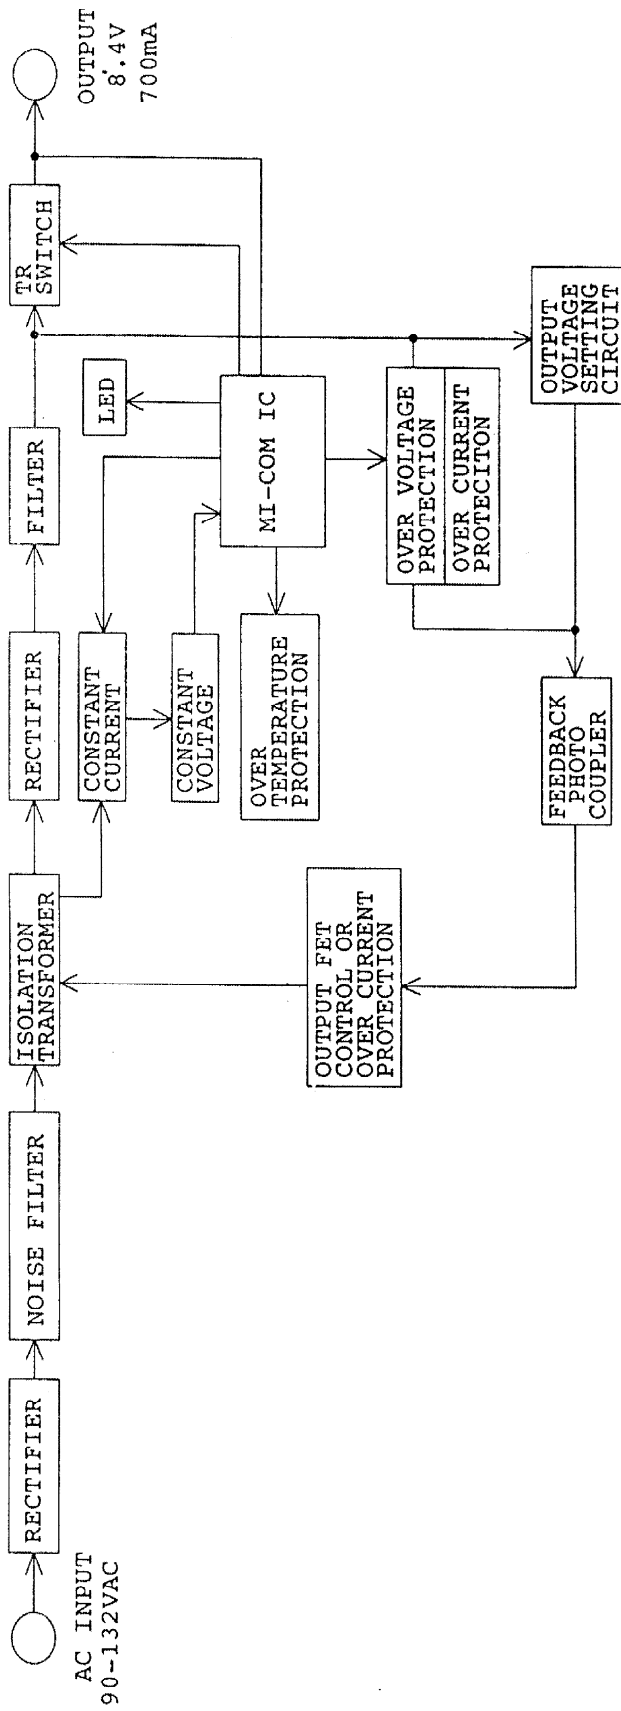 AC INPUT
90-132VAC
RECTIFIER
NOISE FILTER
ISOLATION
TRANSFORMER
RECTIFIER
FILTER
TR
SWITCH
OUTPUT
8.4V
700mA
CONSTANT
CURRENT
CONSTANT
VOLTAGE
LED
MI-COM IC
OVER
TEMPERATURE
PROTECTION
OVER VOLTAGE
PROTECTION
OVER CURRENT
PROTECITON
OUTPUT
VOLTAGE
SETTING
CIRCUIT
OUTPUT FET
CONTROL OR
OVER CURRENT
PROTECTION
FEEDBACK
PHOTO
COUPLER